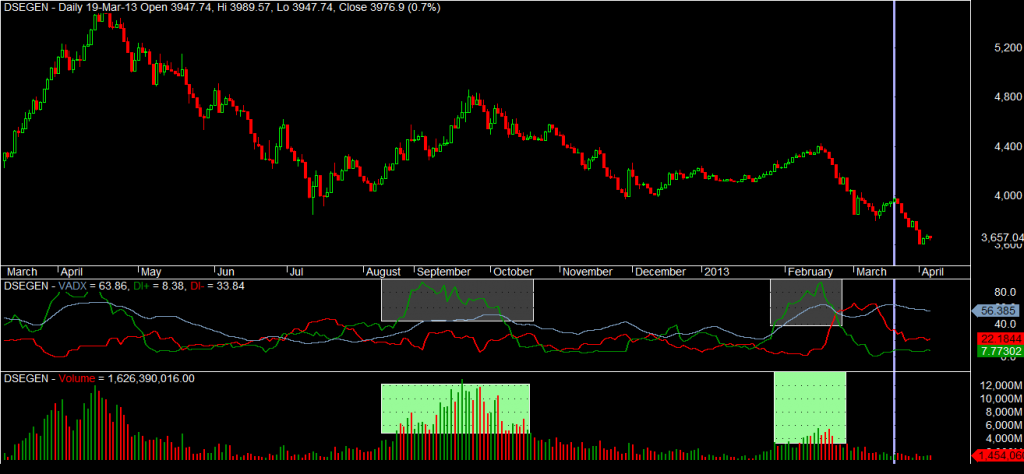 DSEGEN - Daily 19-Mar-13 Open 3947.74, Hi 3989.57, Lo 3947.74, Close 3976.9 (0.7%)
5,200
4,800
4,400
4,000
3,657.04
3,600
March April May Jun Jul August September October November December 2013 February March April
DSEGEN - VADX = 63.86, DI+ = 8.38, DI- = 33.84
80.0
56.385
40.0
22.1844
7.77302
0.0
DSEGEN - Volume = 1,626,390,016.00
12,000M
10,000M
8,000M
6,000M
4,000M